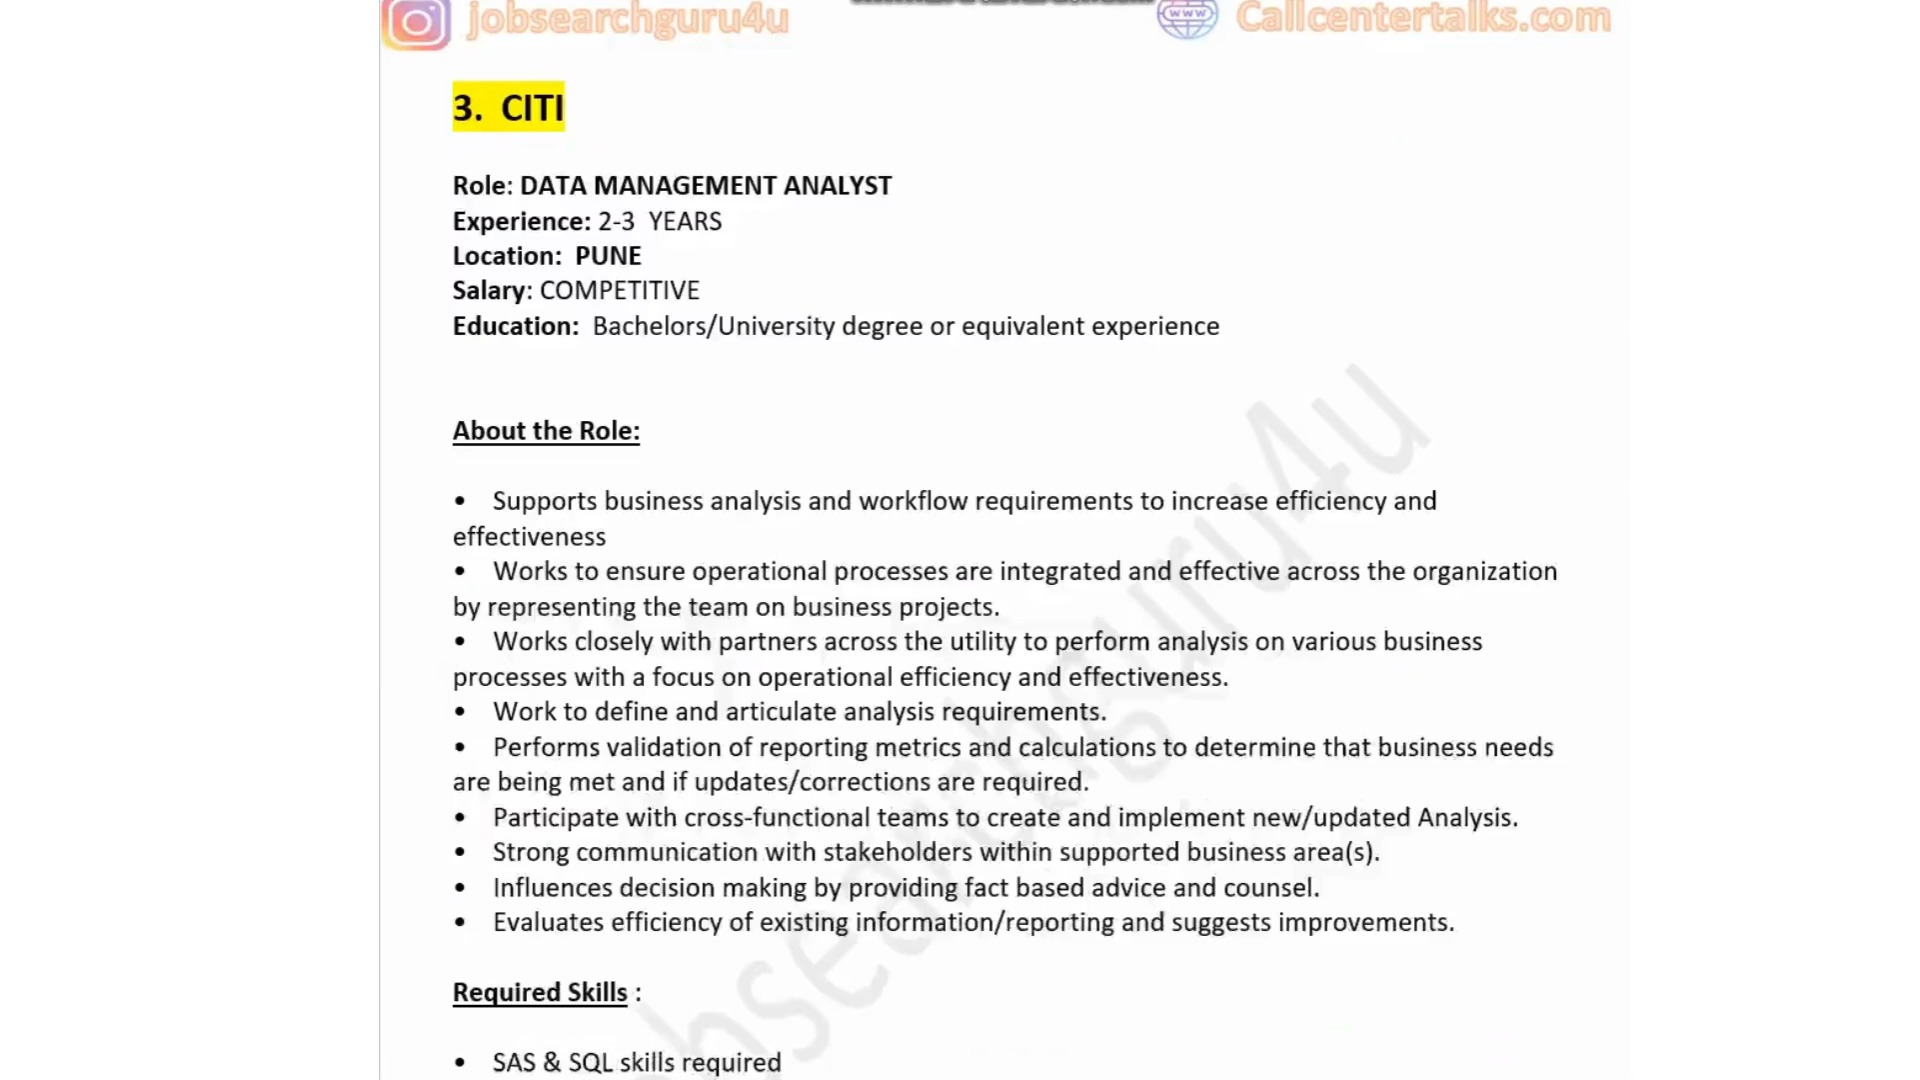 jobsearchguru4u
Callcentertalks.com
3. CITI
Role: DATA MANAGEMENT ANALYST
Experience: 2-3 YEARS
Location: PUNE
Salary: COMPETITIVE
Education: Bachelors/University degree or equivalent experience
About the Role:
• Supports business analysis and workflow requirements to increase efficiency and
effectiveness
• Works to ensure operational processes are integrated and effective across the organization
by representing the team on business projects.
• Works closely with partners across the utility to perform analysis on various business
processes with a focus on operational efficiency and effectiveness.
• Work to define and articulate analysis requirements.
• Performs validation of reporting metrics and calculations to determine that business needs
are being met and if updates/corrections are required.
• Participate with cross-functional teams to create and implement new/updated Analysis.
• Strong communication with stakeholders within supported business area(s).
• Influences decision making by providing fact based advice and counsel.
• Evaluates efficiency of existing information/reporting and suggests improvements.
Required Skills :
• SAS & SQL skills required